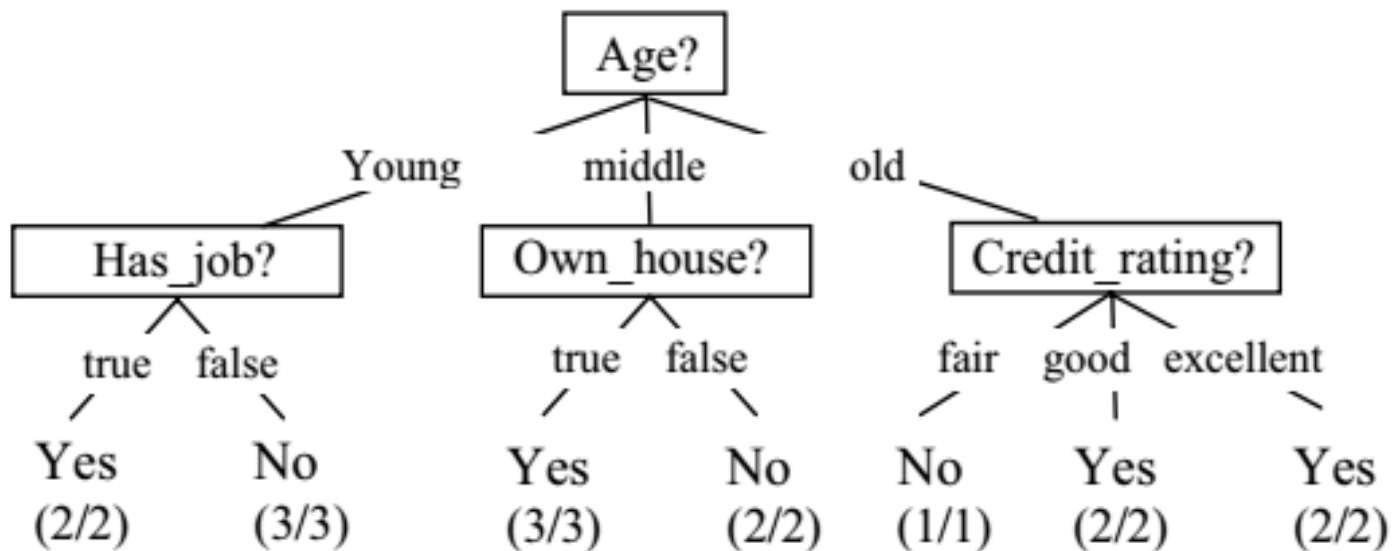 Age?
Young middle old
Has_job? Own_house? Credit_rating?
true false true false fair good excellent
Yes No Yes No No Yes Yes
(2/2) (3/3) (3/3) (2/2) (1/1) (2/2) (2/2)